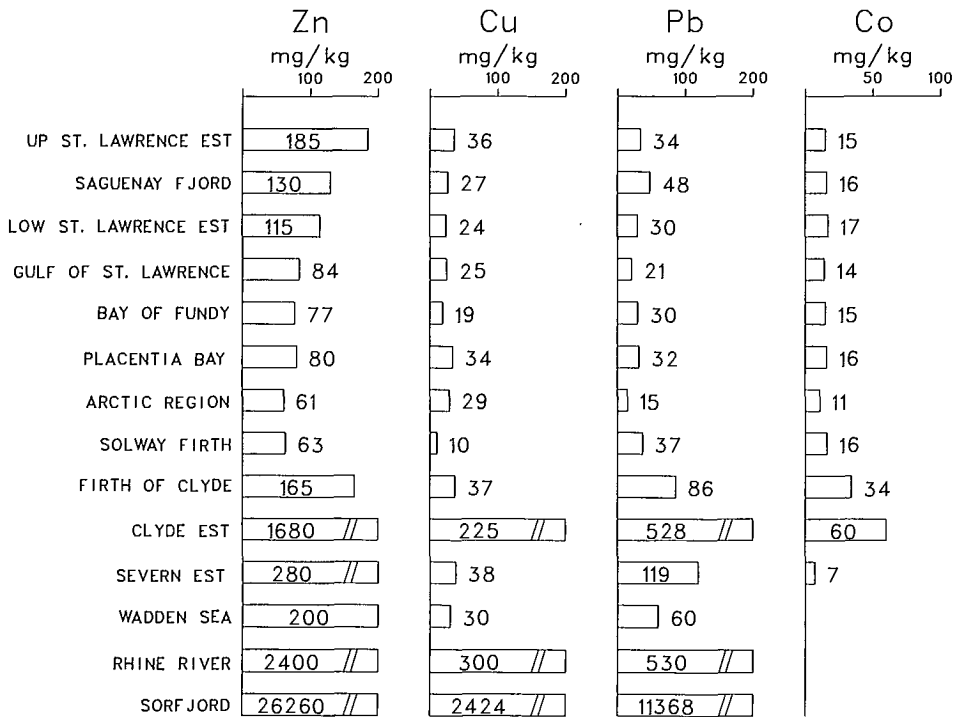 Zn Cu Pb Co
mg/kg mg/kg mg/kg mg/kg
100 200 100 200 100 200 50 100
UP ST. LAWRENCE EST 185 36 34 15
SAGUENAY FJORD 130 27 48 16
LOW ST. LAWRENCE EST 115 24 30 17
GULF OF ST. LAWRENCE 84 25 21 14
BAY OF FUNDY 77 19 30 15
PLACENTIA BAY 80 34 32 16
ARCTIC REGION 61 29 15 11
SOLWAY FIRTH 63 10 37 16
FIRTH OF CLYDE 165 37 86 34
CLYDE EST 1680 // 225 // 528 // 60
SEVERN EST 280 // 38 119 7
WADDEN SEA 200 30 60
RHINE RIVER 2400 // 300 // 530 //
SORFJORD 26260 // 2424 // 11368 //